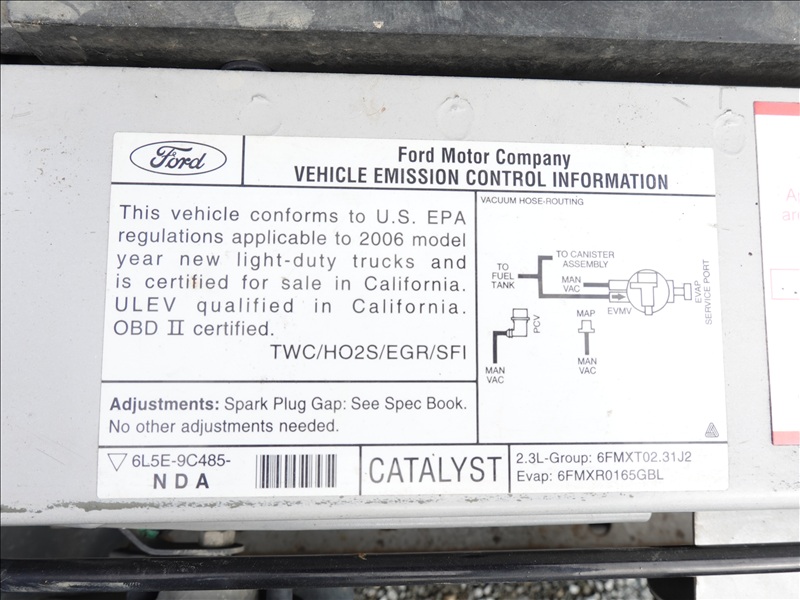 Ford
Ford Motor Company
VEHICLE EMISSION CONTROL INFORMATION
This vehicle conforms to U.S. EPA
regulations applicable to 2006 model
year new light-duty trucks and
is certified for sale in California.
ULEV qualified in California.
OBD II certified.
TWC/HO2S/EGR/SFI
VACUUM HOSE-ROUTING
TO CANISTER
ASSEMBLY
TO
FUEL
TANK
MAN
VAC
EVMV
EVAP
SERVICE PORT
PCV
MAP
MAN
VAC
MAN
VAC
Adjustments: Spark Plug Gap: See Spec Book.
No other adjustments needed.
6L5E-9C485-
NDA
CATALYST
2.3L-Group: 6FMXT02.31J2
Evap: 6FMXR0165GBL